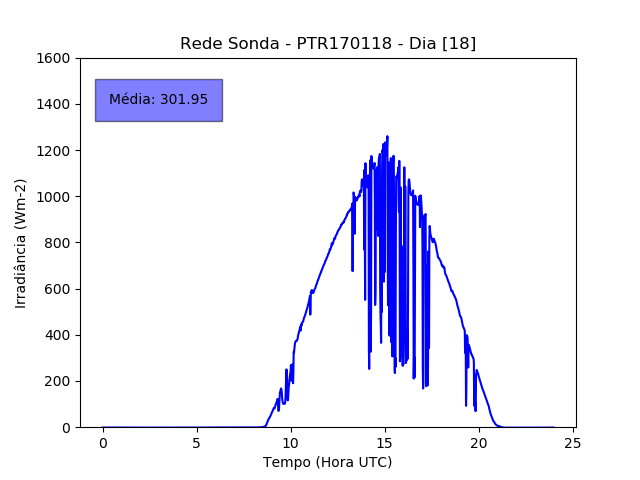 Rede Sonda - PTR170118 - Dia [18]
1600
Média: 301.95
1400
1200
1000
800
600
400
200
0
Irradiância (Wm-2)
0 5 10 15 20 25
Tempo (Hora UTC)